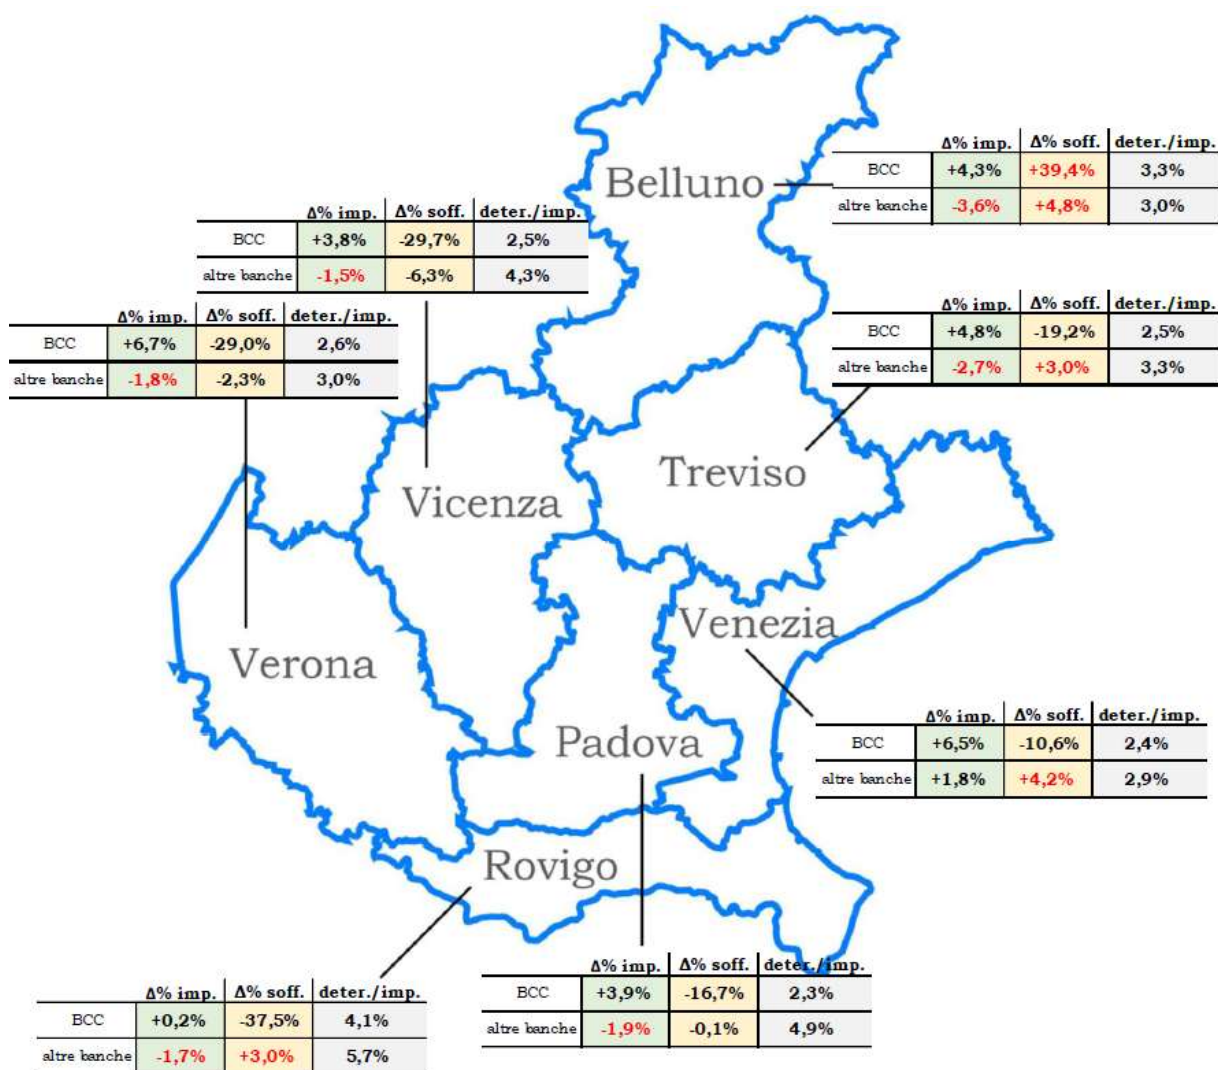 Δ% imp. Δ% soff. deter./imp.
BCC +4,3% +39,4% 3,3%
altre banche -3,6% +4,8% 3,0%
Belluno
Δ% imp. Δ% soff. deter./imp.
BCC +3,8% -29,7% 2,5%
altre banche -1,5% -6,3% 4,3%
Δ% imp. Δ% soff. deter./imp.
BCC +6,7% -29,0% 2,6%
altre banche -1,8% -2,3% 3,0%
Δ% imp. Δ% soff. deter./imp.
BCC +4,8% -19,2% 2,5%
altre banche -2,7% +3,0% 3,3%
Treviso
Vicenza
Venezia
Verona
Padova
Δ% imp. Δ% soff. deter./imp.
BCC +6,5% -10,6% 2,4%
altre banche +1,8% +4,2% 2,9%
Rovigo
Δ% imp. Δ% soff. deter./imp.
BCC +3,9% -16,7% 2,3%
altre banche -1,9% -0,1% 4,9%
Δ% imp. Δ% soff. deter./imp.
BCC +0,2% -37,5% 4,1%
altre banche -1,7% +3,0% 5,7%